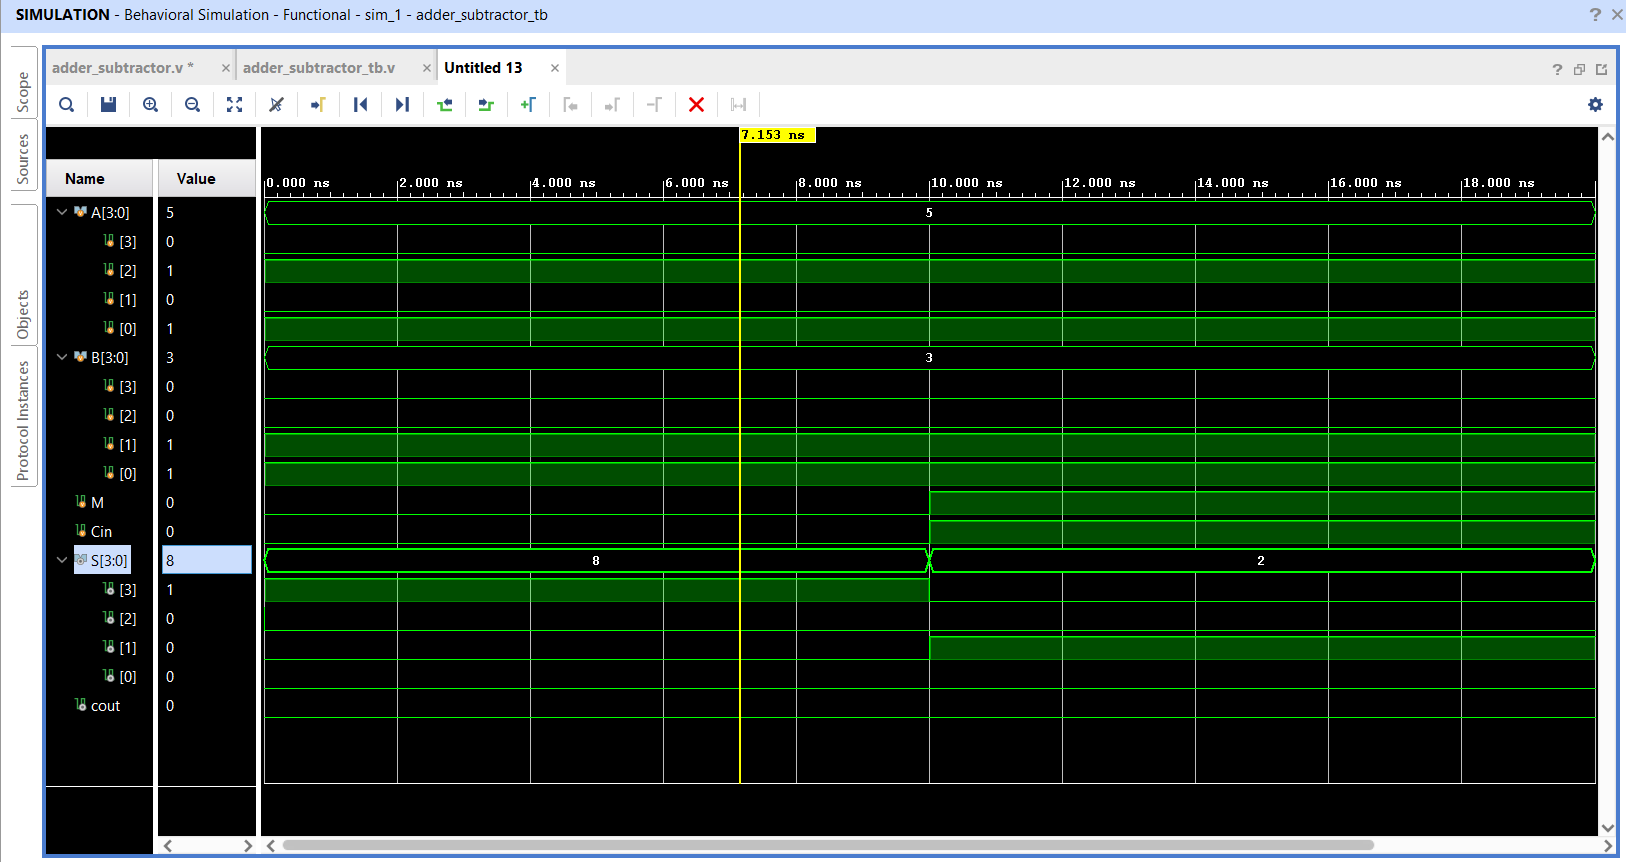 SIMULATION - Behavioral Simulation - Functional - sim_1 - adder_subtractor_tb
? ×
Scope
Sources
Objects
Protocol Instances
adder_subtractor.v * × adder_subtractor_tb.v × Untitled 13 ×
?
7.153 ns
Name Value
0.000 ns 2.000 ns 4.000 ns 6.000 ns 8.000 ns 10.000 ns 12.000 ns 14.000 ns 16.000 ns 18.000 ns
A[3:0] 5 5
[3] 0
[2] 1
[1] 0
[0] 1
B[3:0] 3 3
[3] 0
[2] 0
[1] 1
[0] 1
M 0
Cin 0
S[3:0] 8 8 2
[3] 1
[2] 0
[1] 0
[0] 0
cout 0